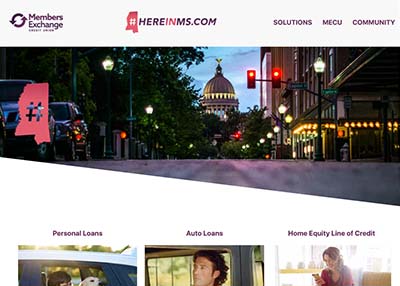 Members
Exchange
CREDIT UNION
#HEREINMS.COM
SOLUTIONS MECU COMMUNITY
#
Personal Loans Auto Loans Home Equity Line of Credit